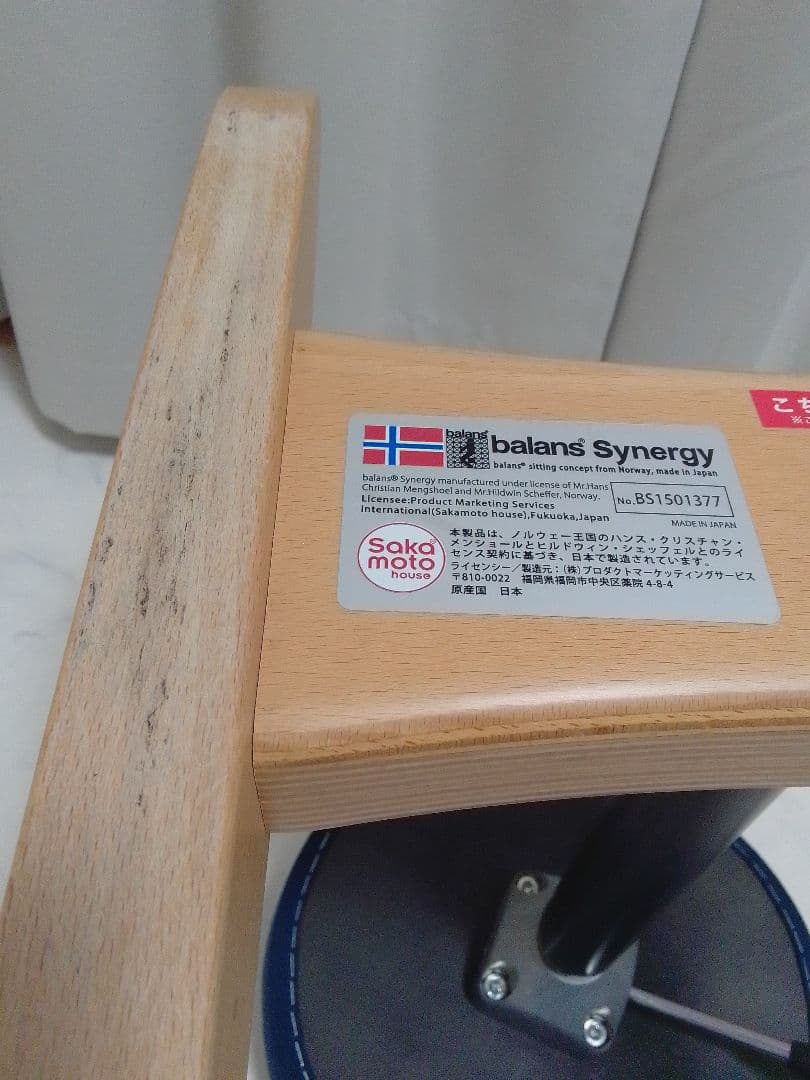 balans®
balans® Synergy
balans® sitting concept from Norway, made in Japan
balans® Synergy manufactured under license of Mr.Hans
Christian Mengshoel and Mr.Hildwin Scheffer, Norway.
Licensee:Product Marketing Services
International(Sakamoto house),Fukuoka,Japan
No.BS1501377
MADE IN JAPAN
Saka
moto®
house
本製品は、ノルウェー王国のハンス・クリスチャン・
メンショールとヒルドウィン・シェッフェルとのライ
センス契約に基づき、日本で製造されています。
ライセンシー／製造元：(株)プロダクトマーケッティングサービス
〒810-0022 福岡県福岡市中央区薬院 4-8-4
原産国 日本